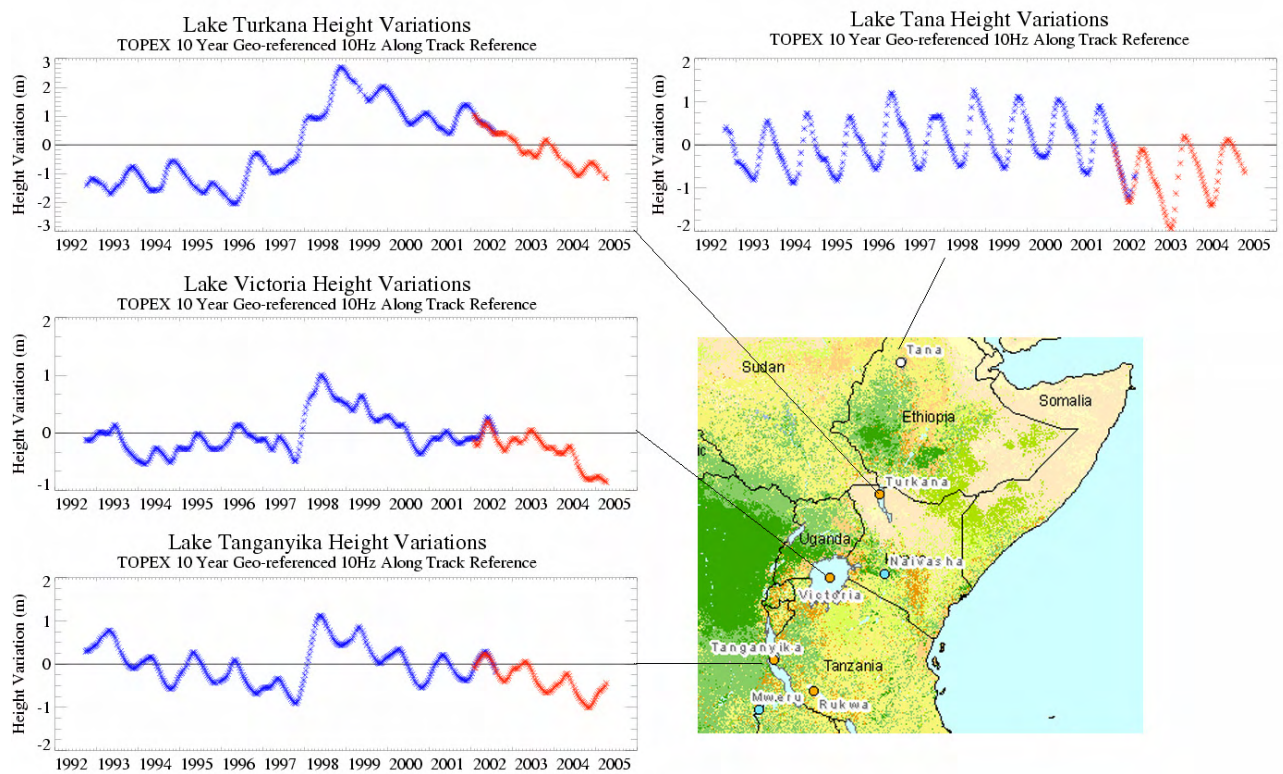 Lake Turkana Height Variations
TOPEX 10 Year Geo-referenced 10Hz Along Track Reference
Height Variation (m)
3
2
1
0
-1
-2
-3
1992 1993 1994 1995 1996 1997 1998 1999 2000 2001 2002 2003 2004 2005
Lake Tana Height Variations
TOPEX 10 Year Geo-referenced 10Hz Along Track Reference
Height Variation (m)
2
1
0
-1
-2
1992 1993 1994 1995 1996 1997 1998 1999 2000 2001 2002 2003 2004 2005
Lake Victoria Height Variations
TOPEX 10 Year Geo-referenced 10Hz Along Track Reference
Height Variation (m)
2
1
0
-1
1992 1993 1994 1995 1996 1997 1998 1999 2000 2001 2002 2003 2004 2005
Lake Tanganyika Height Variations
TOPEX 10 Year Geo-referenced 10Hz Along Track Reference
Height Variation (m)
2
1
0
-1
-2
1992 1993 1994 1995 1996 1997 1998 1999 2000 2001 2002 2003 2004 2005
Tana
Sudan
Somalia
Ethiopia
ic
Turkana
Uganda
Naivasha
Victoria
Tanganyika
Tanzania
Mweru
Rukwa